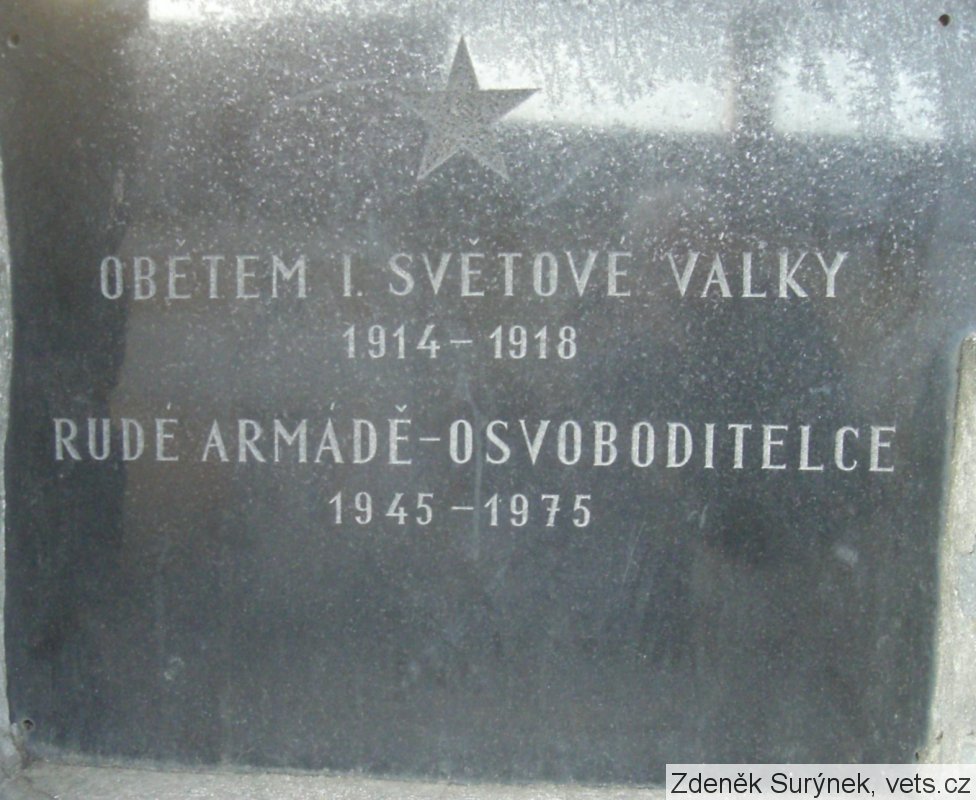 OBĚTEM I. SVĚTOVÉ VÁLKY
1914 – 1918
RUDÉ ARMÁDĚ – OSVOBODITELCE
1945 – 1975
Zdeněk Surýnek, vets.cz